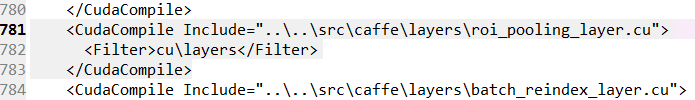 780 </CudaCompile>
781 <CudaCompile Include="..\..\src\caffe\layers\roi_pooling_layer.cu">
782 <Filter>cu\layers</Filter>
783 </CudaCompile>
784 <CudaCompile Include="..\..\src\caffe\layers\batch_reindex_layer.cu">